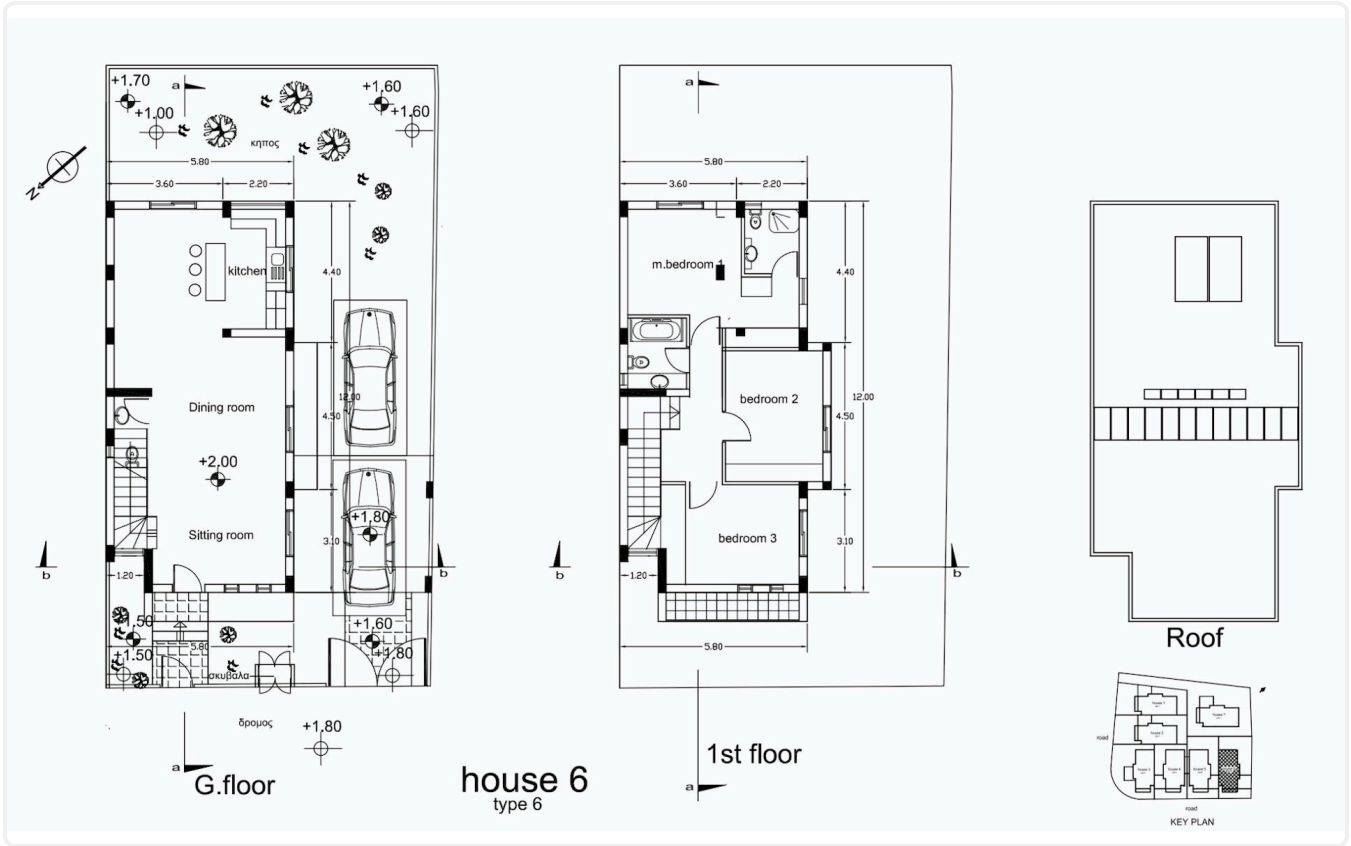 +1.70
a
+1.60
+1.00
+1.60
κηπος
5.80
3.60
2.20
N
kitchen
4.40
Dining room
12.00
4.50
+2.00
+1.80
Sitting room
3.10
b
b
1.20
+1.50
+1.60
5.80
+1.50
+1.80
σκυβαλα
δρομος
+1.80
a
G.floor
a
5.80
3.60
2.20
m.bedroom 1
4.40
bedroom 2
12.00
4.50
bedroom 3
3.10
b
b
1.20
5.80
1st floor
a
house 6
type 6
Roof
road
road
KEY PLAN